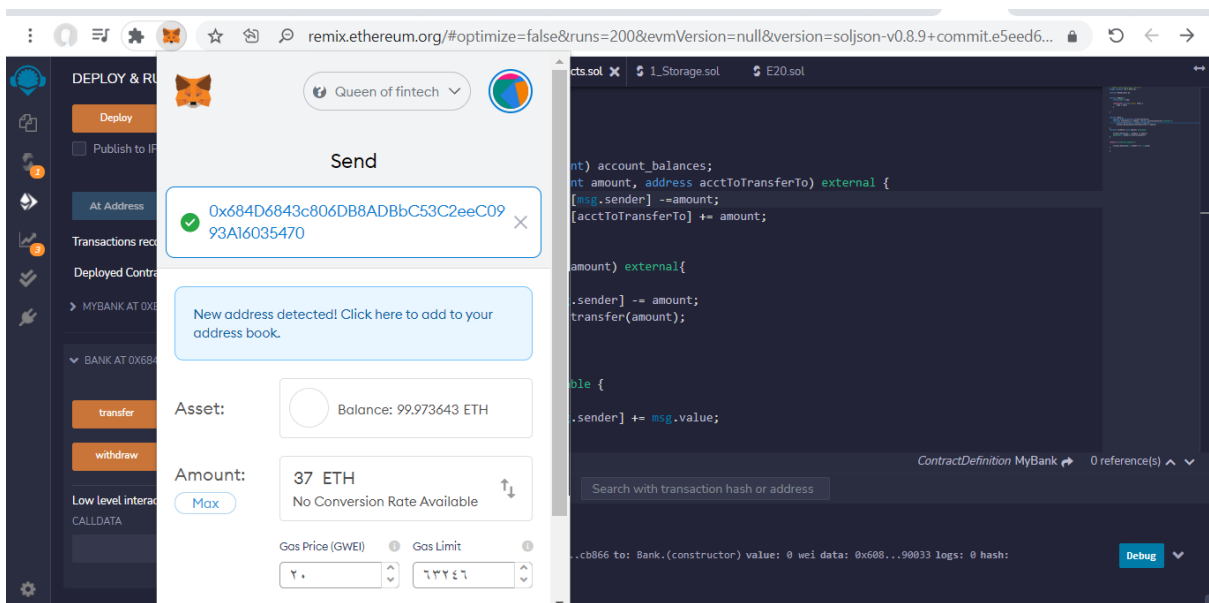 remix.ethereum.org/#optimize=false&runs=200&evmVersion=null&version=soljson-v0.8.9+commit.e5eed6...
DEPLOY & RU
Deploy
Publish to IP
1
At Address
3
Transactions reco
Deployed Contra
MYBANK AT 0XE
BANK AT 0X684
transfer
withdraw
Low level interac
CALLDATA
Queen of fintech
Send
0x684D6843c806DB8ADBbC53C2eeC09
93A16035470
New address detected! Click here to add to your
address book.
Asset:
Balance: 99.973643 ETH
Amount:
Max
37 ETH
No Conversion Rate Available
Gas Price (GWEI)
Gas Limit
٢٠
٦٣٢٤٦
cts.sol
1_Storage.sol
E20.sol
nt) account_balances;
nt amount, address acctToTransferTo) external {
[msg.sender] -=amount;
[acctToTransferTo] += amount;
amount) external{
.sender] -= amount;
transfer(amount);
ble {
.sender] += msg.value;
ContractDefinition MyBank
0 reference(s)
Search with transaction hash or address
..cb866 to: Bank.(constructor) value: 0 wei data: 0x608...90033 logs: 0 hash:
Debug